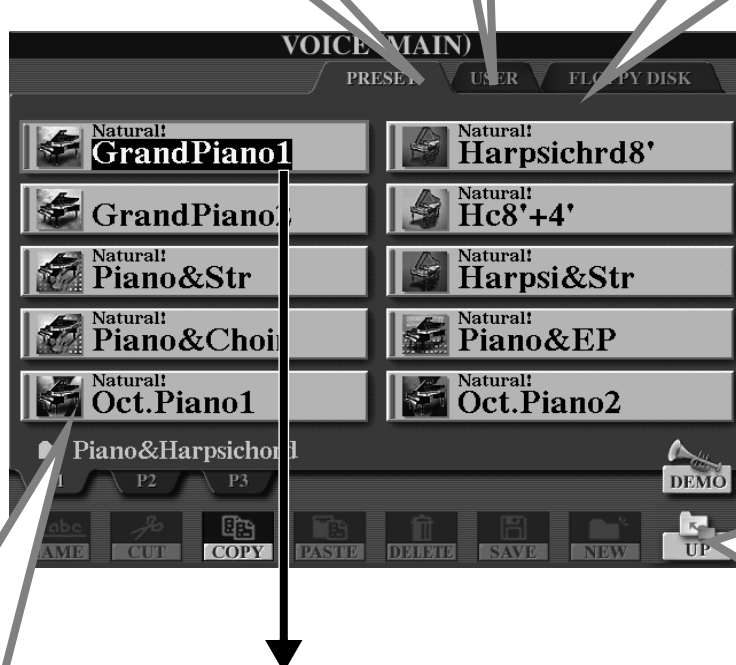 VOICE (MAIN)
PRESET USER FLOPPY DISK
Natural!
GrandPiano1
Natural!
Harpsichrd8'
GrandPiano2
Natural!
Hc8'+4'
Natural!
Piano&Str
Natural!
Harpsi&Str
Natural!
Piano&Choir
Natural!
Piano&EP
Natural!
Oct.Piano1
Natural!
Oct.Piano2
Piano&Harpsichord
P2 P3
DEMO
abc
CUT COPY PASTE DELETE SAVE NEW UP